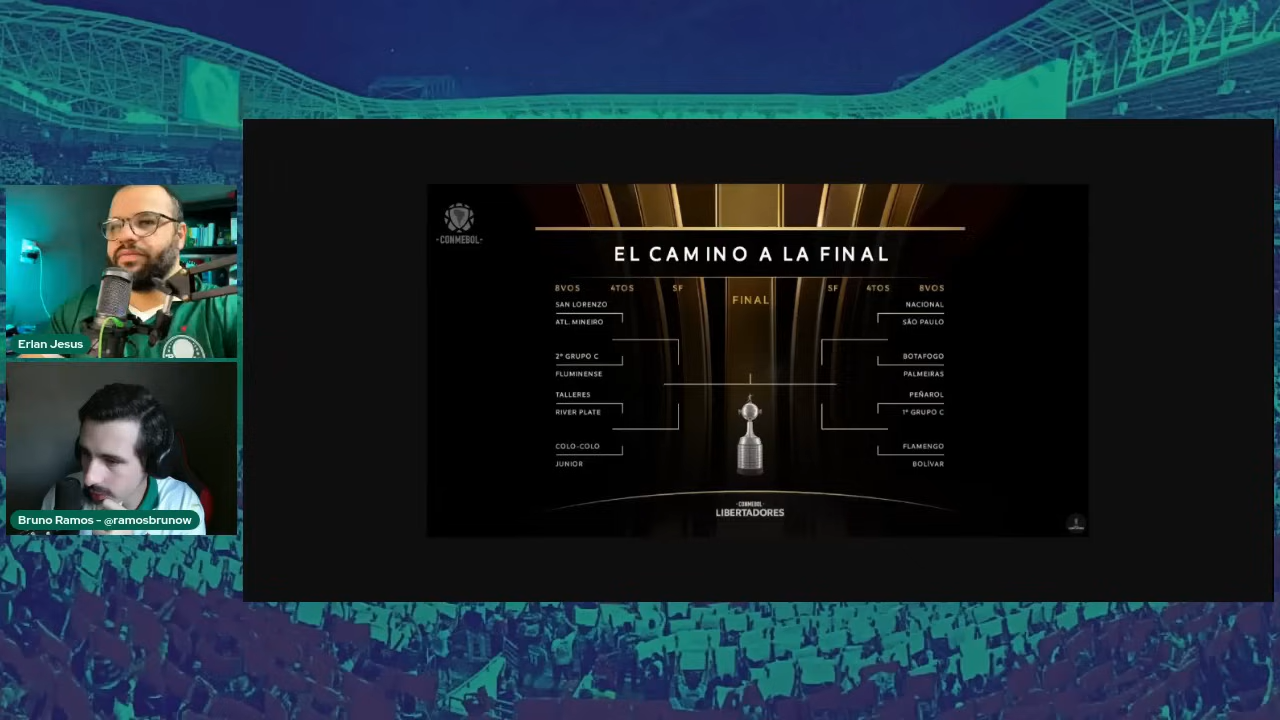 -CONMEBOL-
EL CAMINO A LA FINAL
8VOS 4TOS SF FINAL SF 4TOS 8VOS
SAN LORENZO
ATL. MINEIRO
2º GRUPO C
FLUMINENSE
TALLERES
RIVER PLATE
COLO-COLO
JUNIOR
NACIONAL
SÃO PAULO
BOTAFOGO
PALMEIRAS
PEÑAROL
1º GRUPO C
FLAMENGO
BOLÍVAR
-CONMEBOL-
LIBERTADORES
Erlan Jesus
Bruno Ramos - @ramosbrunow